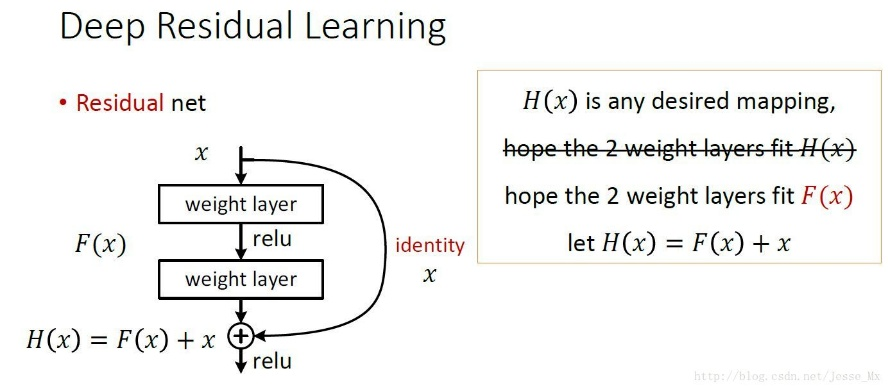 Deep Residual Learning
• Residual net
x
weight layer
F(x)
relu
weight layer
identity
x
H(x) = F(x) + x
relu
H(x) is any desired mapping,
hope the 2 weight layers fit H(x)
hope the 2 weight layers fit F(x)
let H(x) = F(x) + x
http://blog.csdn.net/jesse_Mx